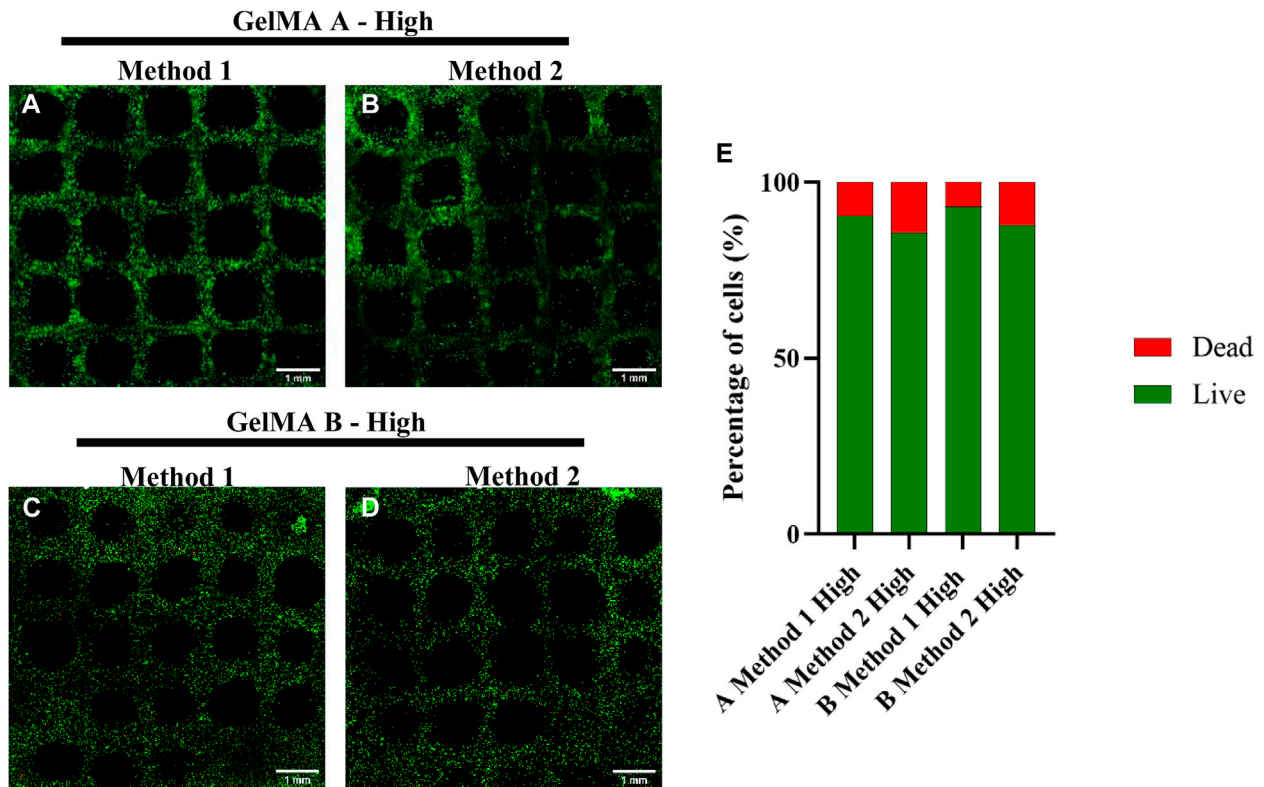 GelMA A - High
Method 1
Method 2
A
B
1 mm
1 mm
GelMA B - High
Method 1
Method 2
C
D
1 mm
1 mm
E
Percentage of cells (%)
100
50
0
A Method 1 High
A Method 2 High
B Method 1 High
B Method 2 High
Dead
Live